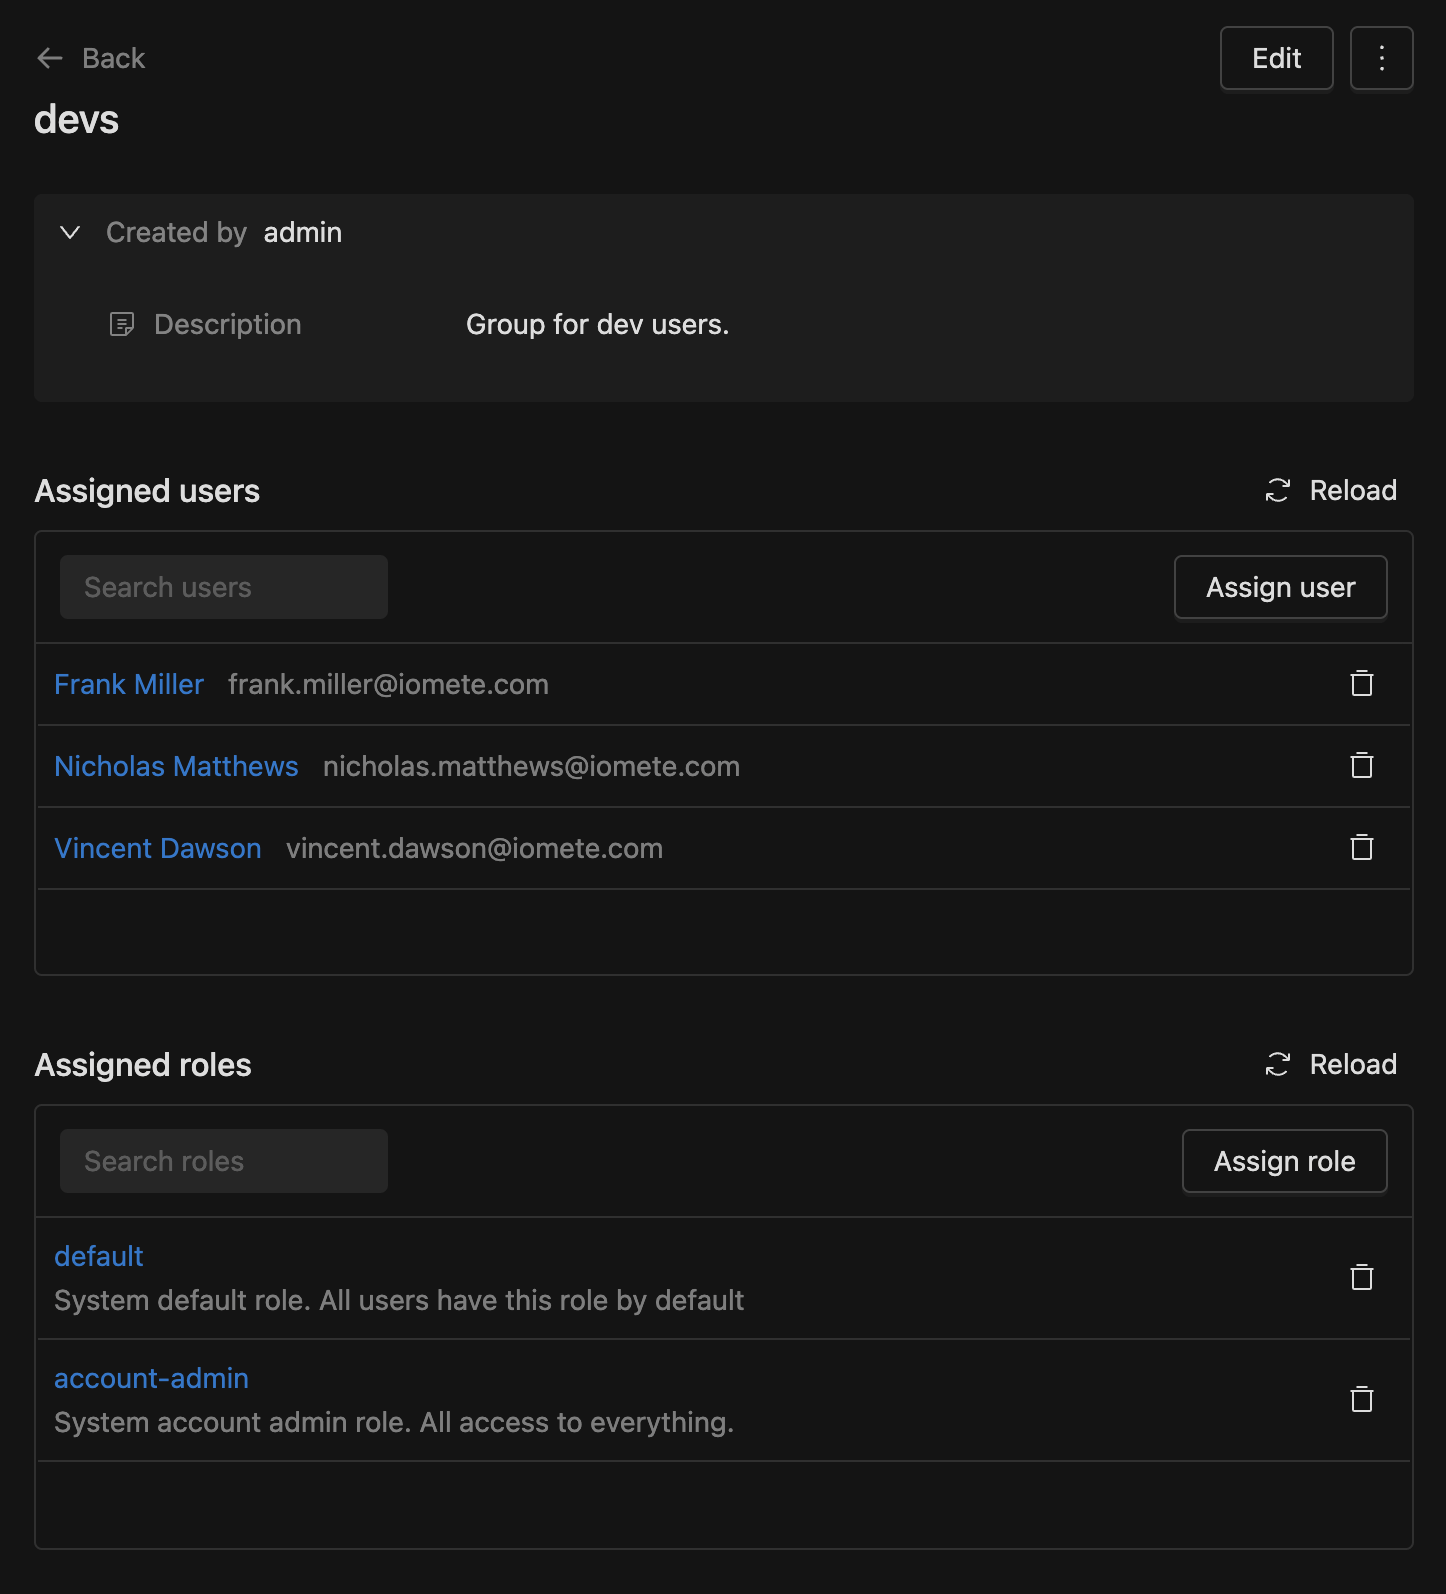 Back
Edit
devs
Created by admin
Description Group for dev users.
Assigned users
Reload
Search users
Assign user
Frank Miller frank.miller@iomete.com
Nicholas Matthews nicholas.matthews@iomete.com
Vincent Dawson vincent.dawson@iomete.com
Assigned roles
Reload
Search roles
Assign role
default
System default role. All users have this role by default
account-admin
System account admin role. All access to everything.